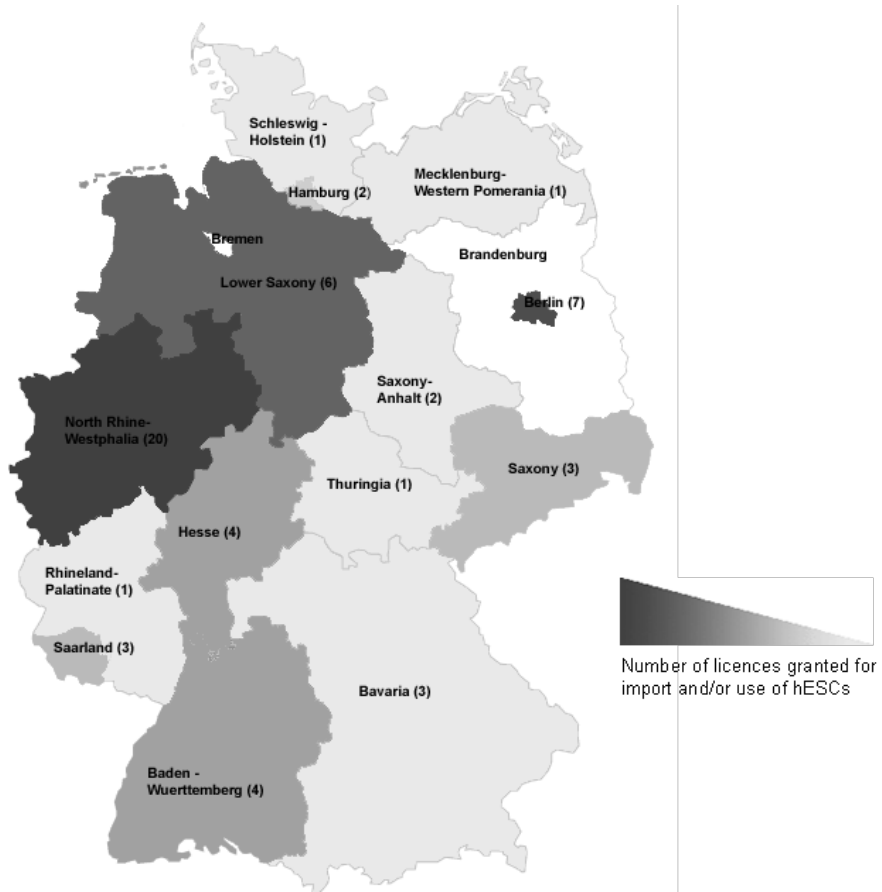 Schleswig -
Holstein (1)
Mecklenburg-
Western Pomerania (1)
Hamburg (2)
Bremen
Brandenburg
Lower Saxony (6)
Berlin (7)
Saxony-
Anhalt (2)
North Rhine-
Westphalia (20)
Saxony (3)
Thuringia (1)
Hesse (4)
Rhineland-
Palatinate (1)
Saarland (3)
Number of licences granted for
import and/or use of hESCs
Bavaria (3)
Baden -
Wuerttemberg (4)